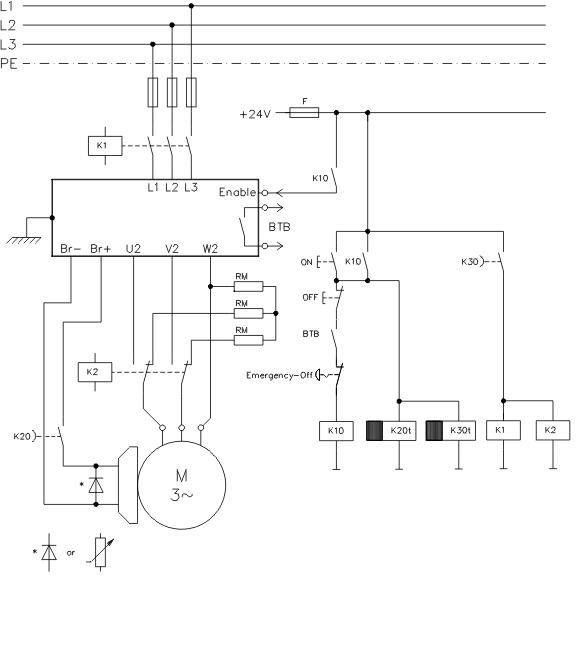 L1
L2
L3
PE
F
+24V
K1
K10
L1 L2 L3
Enable
BTB
Br- Br+ U2 V2 W2
ON
K10
K30
RM
OFF
RM
BTB
RM
K2
Emergency-Off
K20
K10
K20t
K30t
K1
K2
M
3~
*
* or